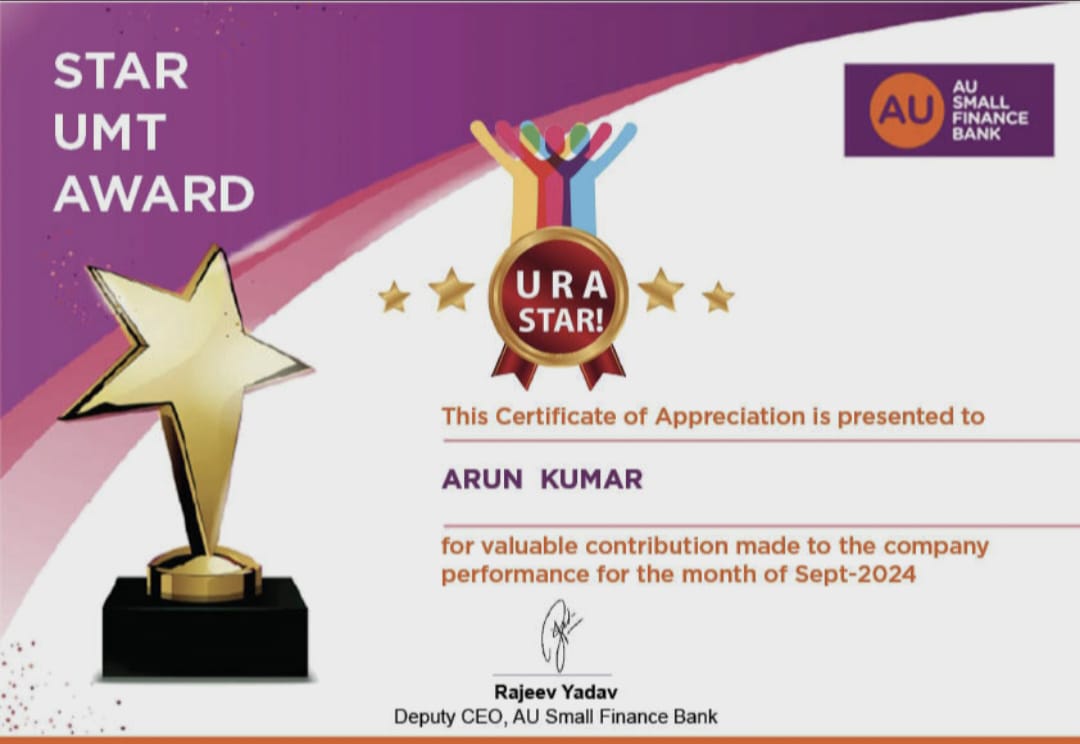 STAR
UMT
AWARD
AU
AU
SMALL
FINANCE
BANK
U R A
STAR!
This Certificate of Appreciation is presented to
ARUN KUMAR
for valuable contribution made to the company
performance for the month of Sept-2024
Rajeev Yadav
Deputy CEO, AU Small Finance Bank